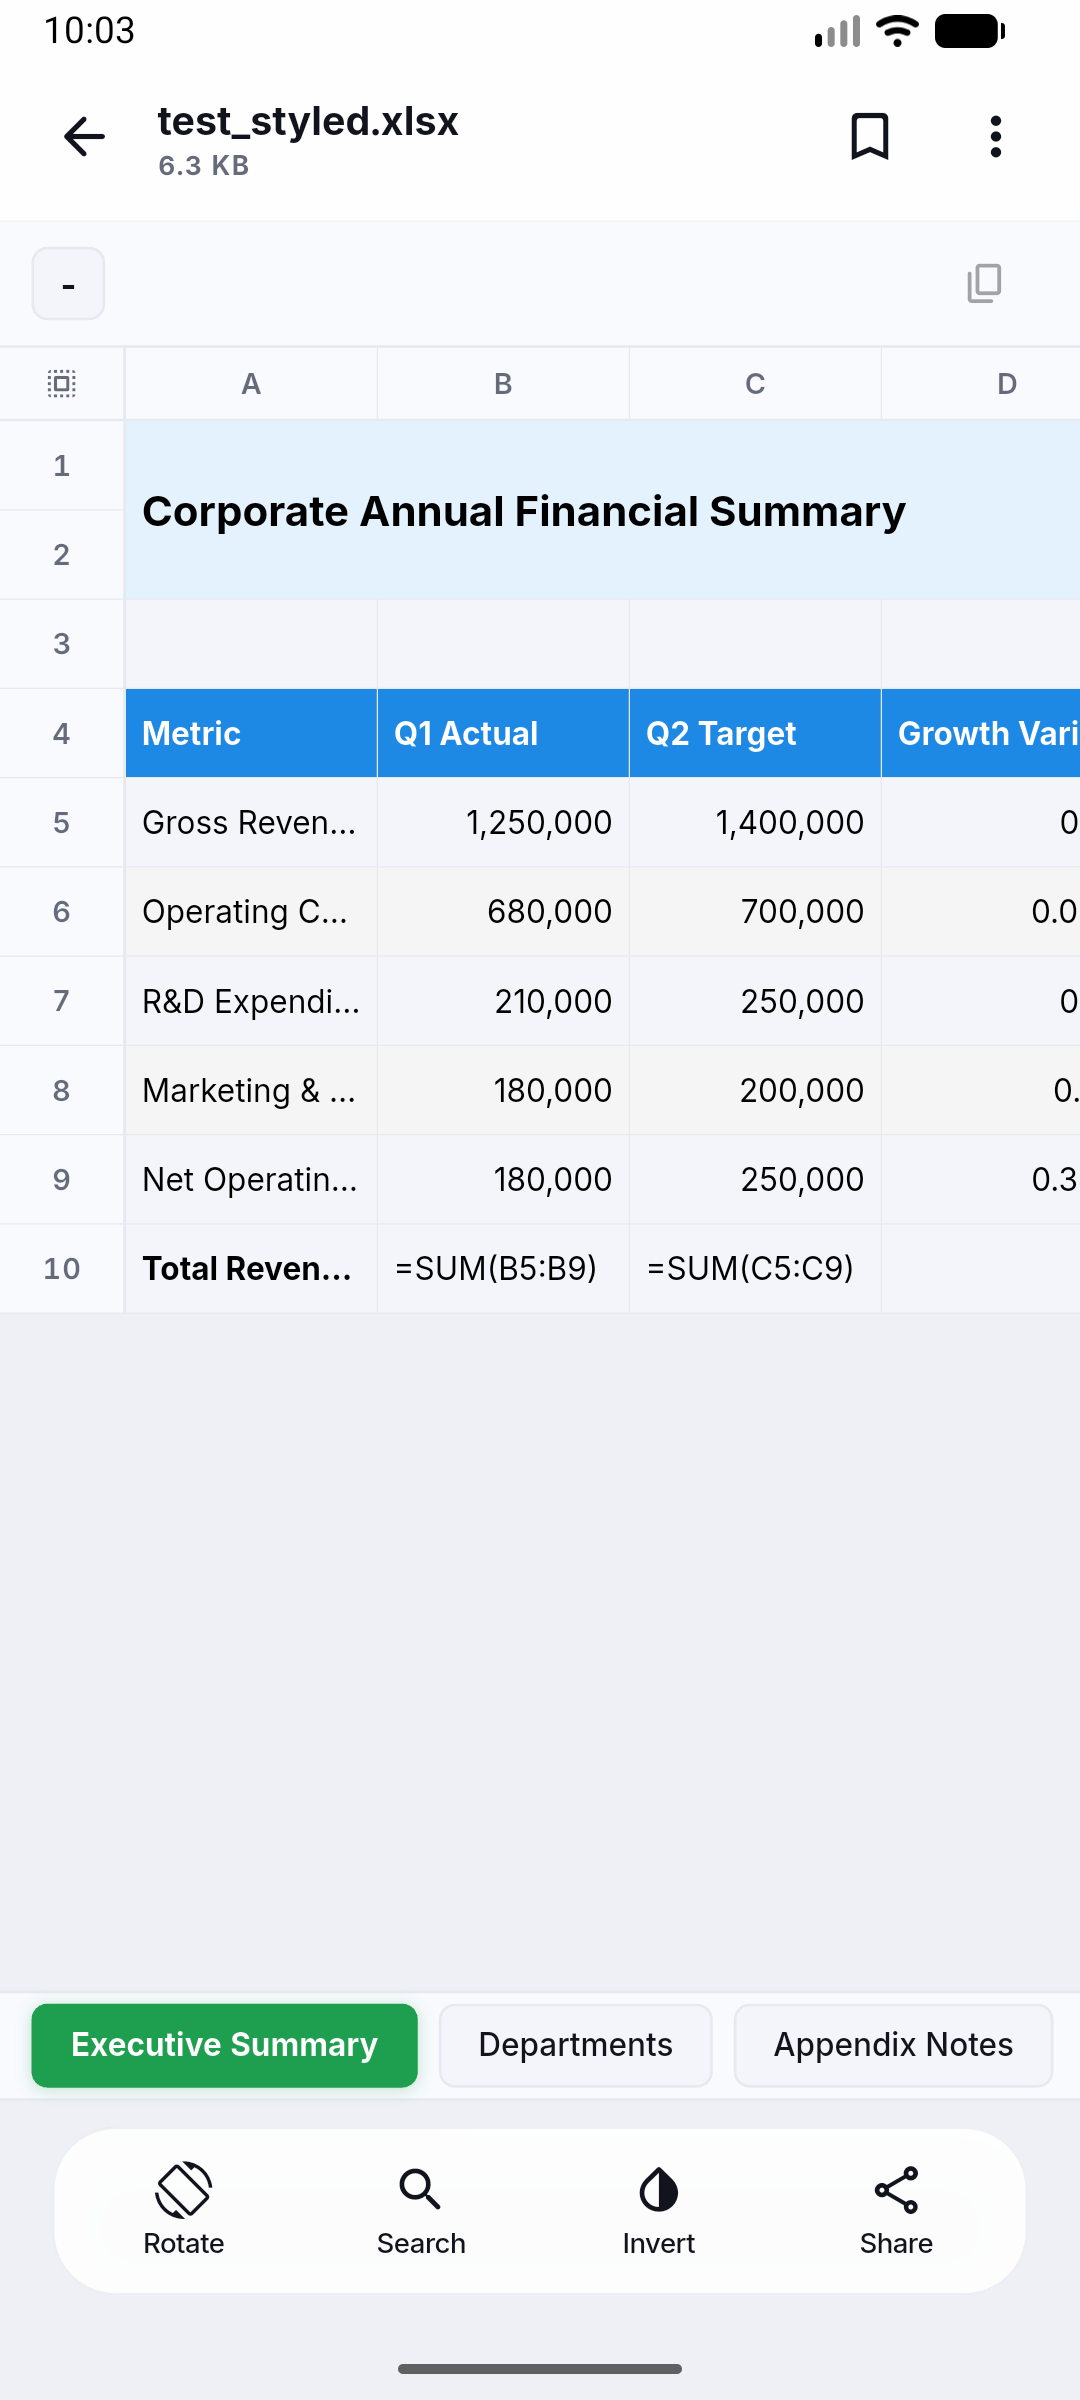 10:03
test_styled.xlsx
6.3 KB
-
A B C D
1
Corporate Annual Financial Summary
2
3
4 Metric Q1 Actual Q2 Target Growth Vari
5 Gross Reven... 1,250,000 1,400,000 0
6 Operating C... 680,000 700,000 0.0
7 R&D Expendi... 210,000 250,000 0
8 Marketing & ... 180,000 200,000 0.
9 Net Operatin... 180,000 250,000 0.3
10 Total Reven... =SUM(B5:B9) =SUM(C5:C9)
Executive Summary Departments Appendix Notes
Rotate Search Invert Share